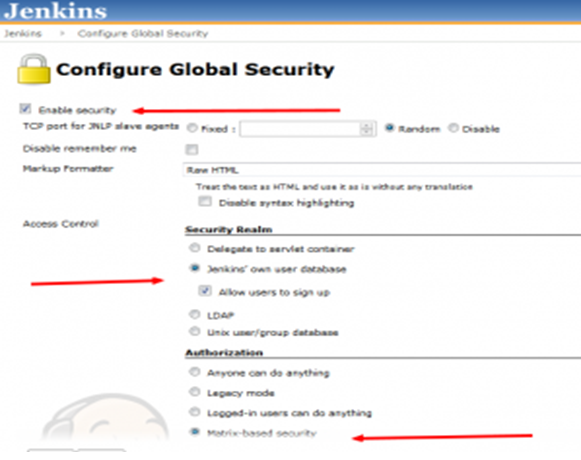 Jenkins
Jenkins > Configure Global Security
Configure Global Security
Enable security
TCP port for JNLP slave agents Fixed : Random Disable
Disable remember me
Markup Formatter Raw HTML
Treat the text as HTML and use it as is without any translation
Disable syntax highlighting
Access Control
Security Realm
Delegate to servlet container
Jenkins' own user database
Allow users to sign up
LDAP
Unix user/group database
Authorization
Anyone can do anything
Legacy mode
Logged-in users can do anything
Matrix-based security